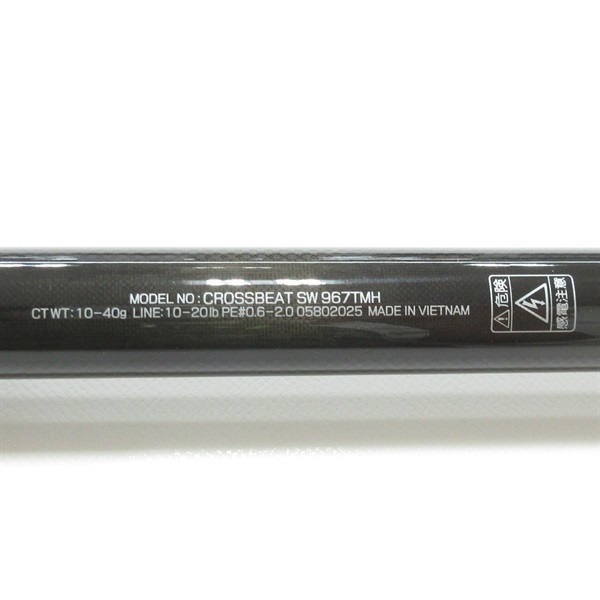 MODEL NO:CROSSBEAT SW 967TMH
CT WT:10-40g LINE:10-20lb PE#0.6-2.0 05802025 MADE IN VIETNAM
危険
感電注意